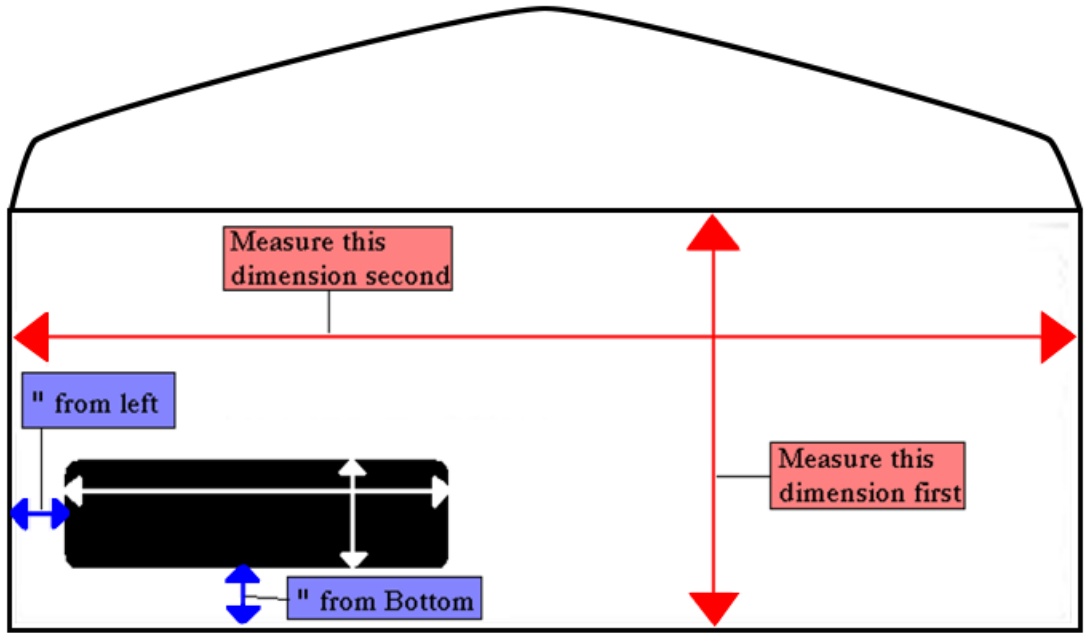 Measure this
dimension second
" from left
Measure this
dimension first
" from Bottom